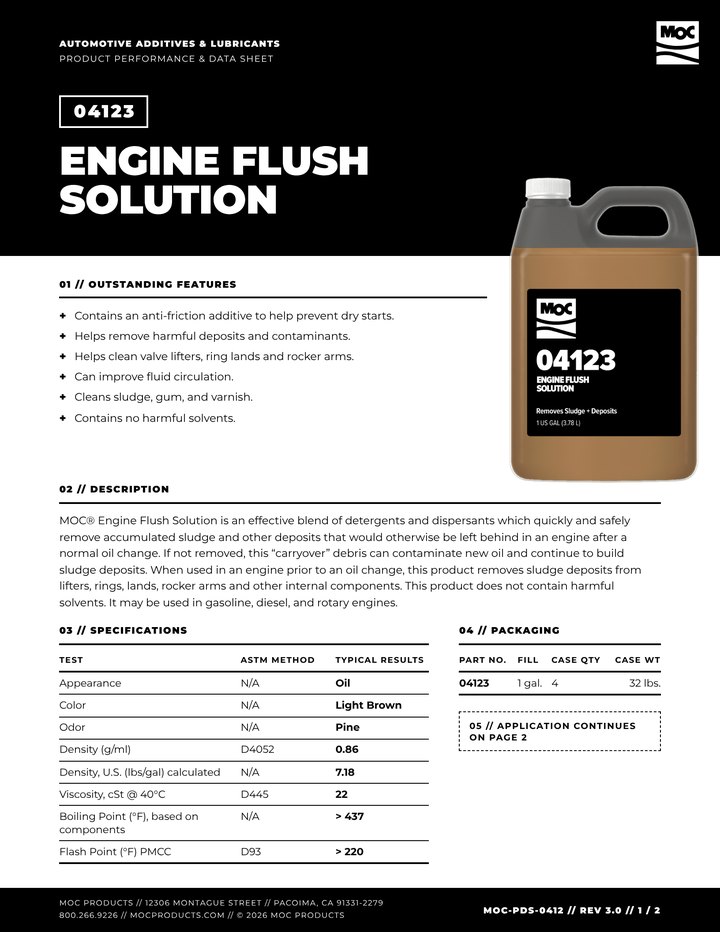 AUTOMOTIVE ADDITIVES & LUBRICANTS
PRODUCT PERFORMANCE & DATA SHEET
MOC
04123
ENGINE FLUSH
SOLUTION
01 // OUTSTANDING FEATURES
+ Contains an anti-friction additive to help prevent dry starts.
+ Helps remove harmful deposits and contaminants.
+ Helps clean valve lifters, ring lands and rocker arms.
+ Can improve fluid circulation.
+ Cleans sludge, gum, and varnish.
+ Contains no harmful solvents.
MOC
04123
ENGINE FLUSH
SOLUTION
Removes Sludge + Deposits
1 US GAL (3.78 L)
02 // DESCRIPTION
MOC® Engine Flush Solution is an effective blend of detergents and dispersants which quickly and safely
remove accumulated sludge and other deposits that would otherwise be left behind in an engine after a
normal oil change. If not removed, this “carryover” debris can contaminate new oil and continue to build
sludge deposits. When used in an engine prior to an oil change, this product removes sludge deposits from
lifters, rings, lands, rocker arms and other internal components. This product does not contain harmful
solvents. It may be used in gasoline, diesel, and rotary engines.
03 // SPECIFICATIONS
TEST ASTM METHOD TYPICAL RESULTS
Appearance N/A Oil
Color N/A Light Brown
Odor N/A Pine
Density (g/ml) D4052 0.86
Density, U.S. (lbs/gal) calculated N/A 7.18
Viscosity, cSt @ 40°C D445 22
Boiling Point (°F), based on N/A > 437
components
Flash Point (°F) PMCC D93 > 220
04 // PACKAGING
PART NO. FILL CASE QTY CASE WT
04123 1 gal. 4 32 lbs.
05 // APPLICATION CONTINUES
ON PAGE 2
MOC PRODUCTS // 12306 MONTAGUE STREET // PACOIMA, CA 91331-2279
800.266.9226 // MOCPRODUCTS.COM // © 2026 MOC PRODUCTS
MOC-PDS-0412 // REV 3.0 // 1 / 2